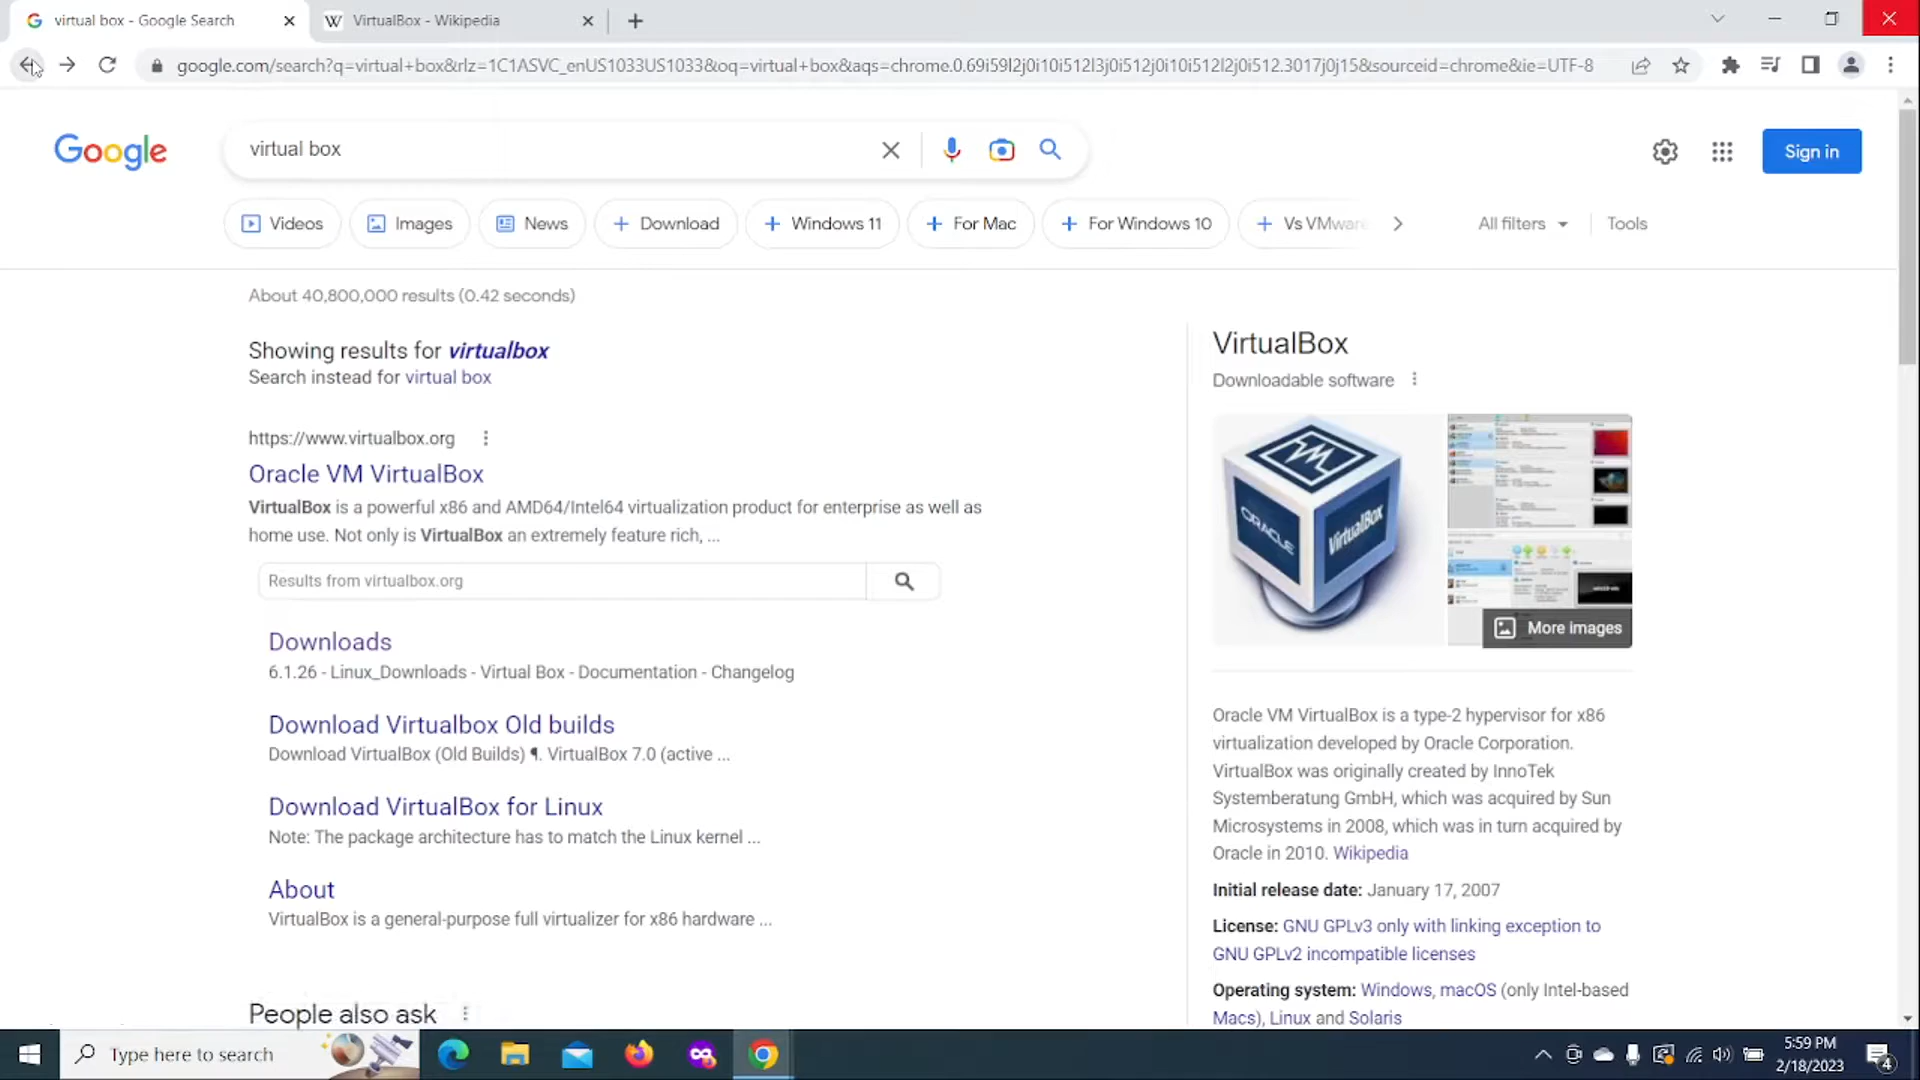 virtual box - Google Search
VirtualBox - Wikipedia
google.com/search?q=virtual+box&rlz=1C1ASVC_enUS1033US1033&oq=virtual+box&aqs=chrome.0.69i59l2j0i10i512l3j0i512j0i10i512l2j0i512.3017j0j15&sourceid=chrome&ie=UTF-8
Google
virtual box
Sign in
Videos
Images
News
Download
Windows 11
For Mac
For Windows 10
Vs VMware
All filters
Tools
About 40,800,000 results (0.42 seconds)
Showing results for virtualbox
Search instead for virtual box
https://www.virtualbox.org
Oracle VM VirtualBox
VirtualBox is a powerful x86 and AMD64/Intel64 virtualization product for enterprise as well as
home use. Not only is VirtualBox an extremely feature rich, ...
Results from virtualbox.org
Downloads
6.1.26 - Linux_Downloads - Virtual Box - Documentation - Changelog
Download Virtualbox Old builds
Download VirtualBox (Old Builds) ¶. VirtualBox 7.0 (active ...
Download VirtualBox for Linux
Note: The package architecture has to match the Linux kernel ...
About
VirtualBox is a general-purpose full virtualizer for x86 hardware ...
People also ask
VirtualBox
Downloadable software
ORACLE
VirtualBox
More images
Oracle VM VirtualBox is a type-2 hypervisor for x86
virtualization developed by Oracle Corporation.
VirtualBox was originally created by InnoTek
Systemberatung GmbH, which was acquired by Sun
Microsystems in 2008, which was in turn acquired by
Oracle in 2010. Wikipedia
Initial release date: January 17, 2007
License: GNU GPLv3 only with linking exception to
GNU GPLv2 incompatible licenses
Operating system: Windows, macOS (only Intel-based
Macs), Linux and Solaris
Type here to search
5:59 PM
2/18/2023
4